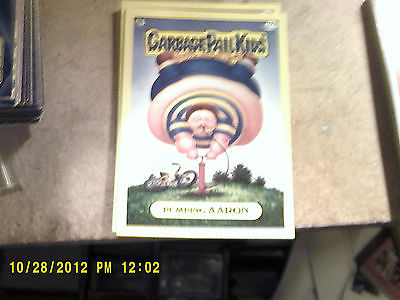 GARBAGE PAIL KIDS
PUMPING AARON
10/28/2012 PM 12:02